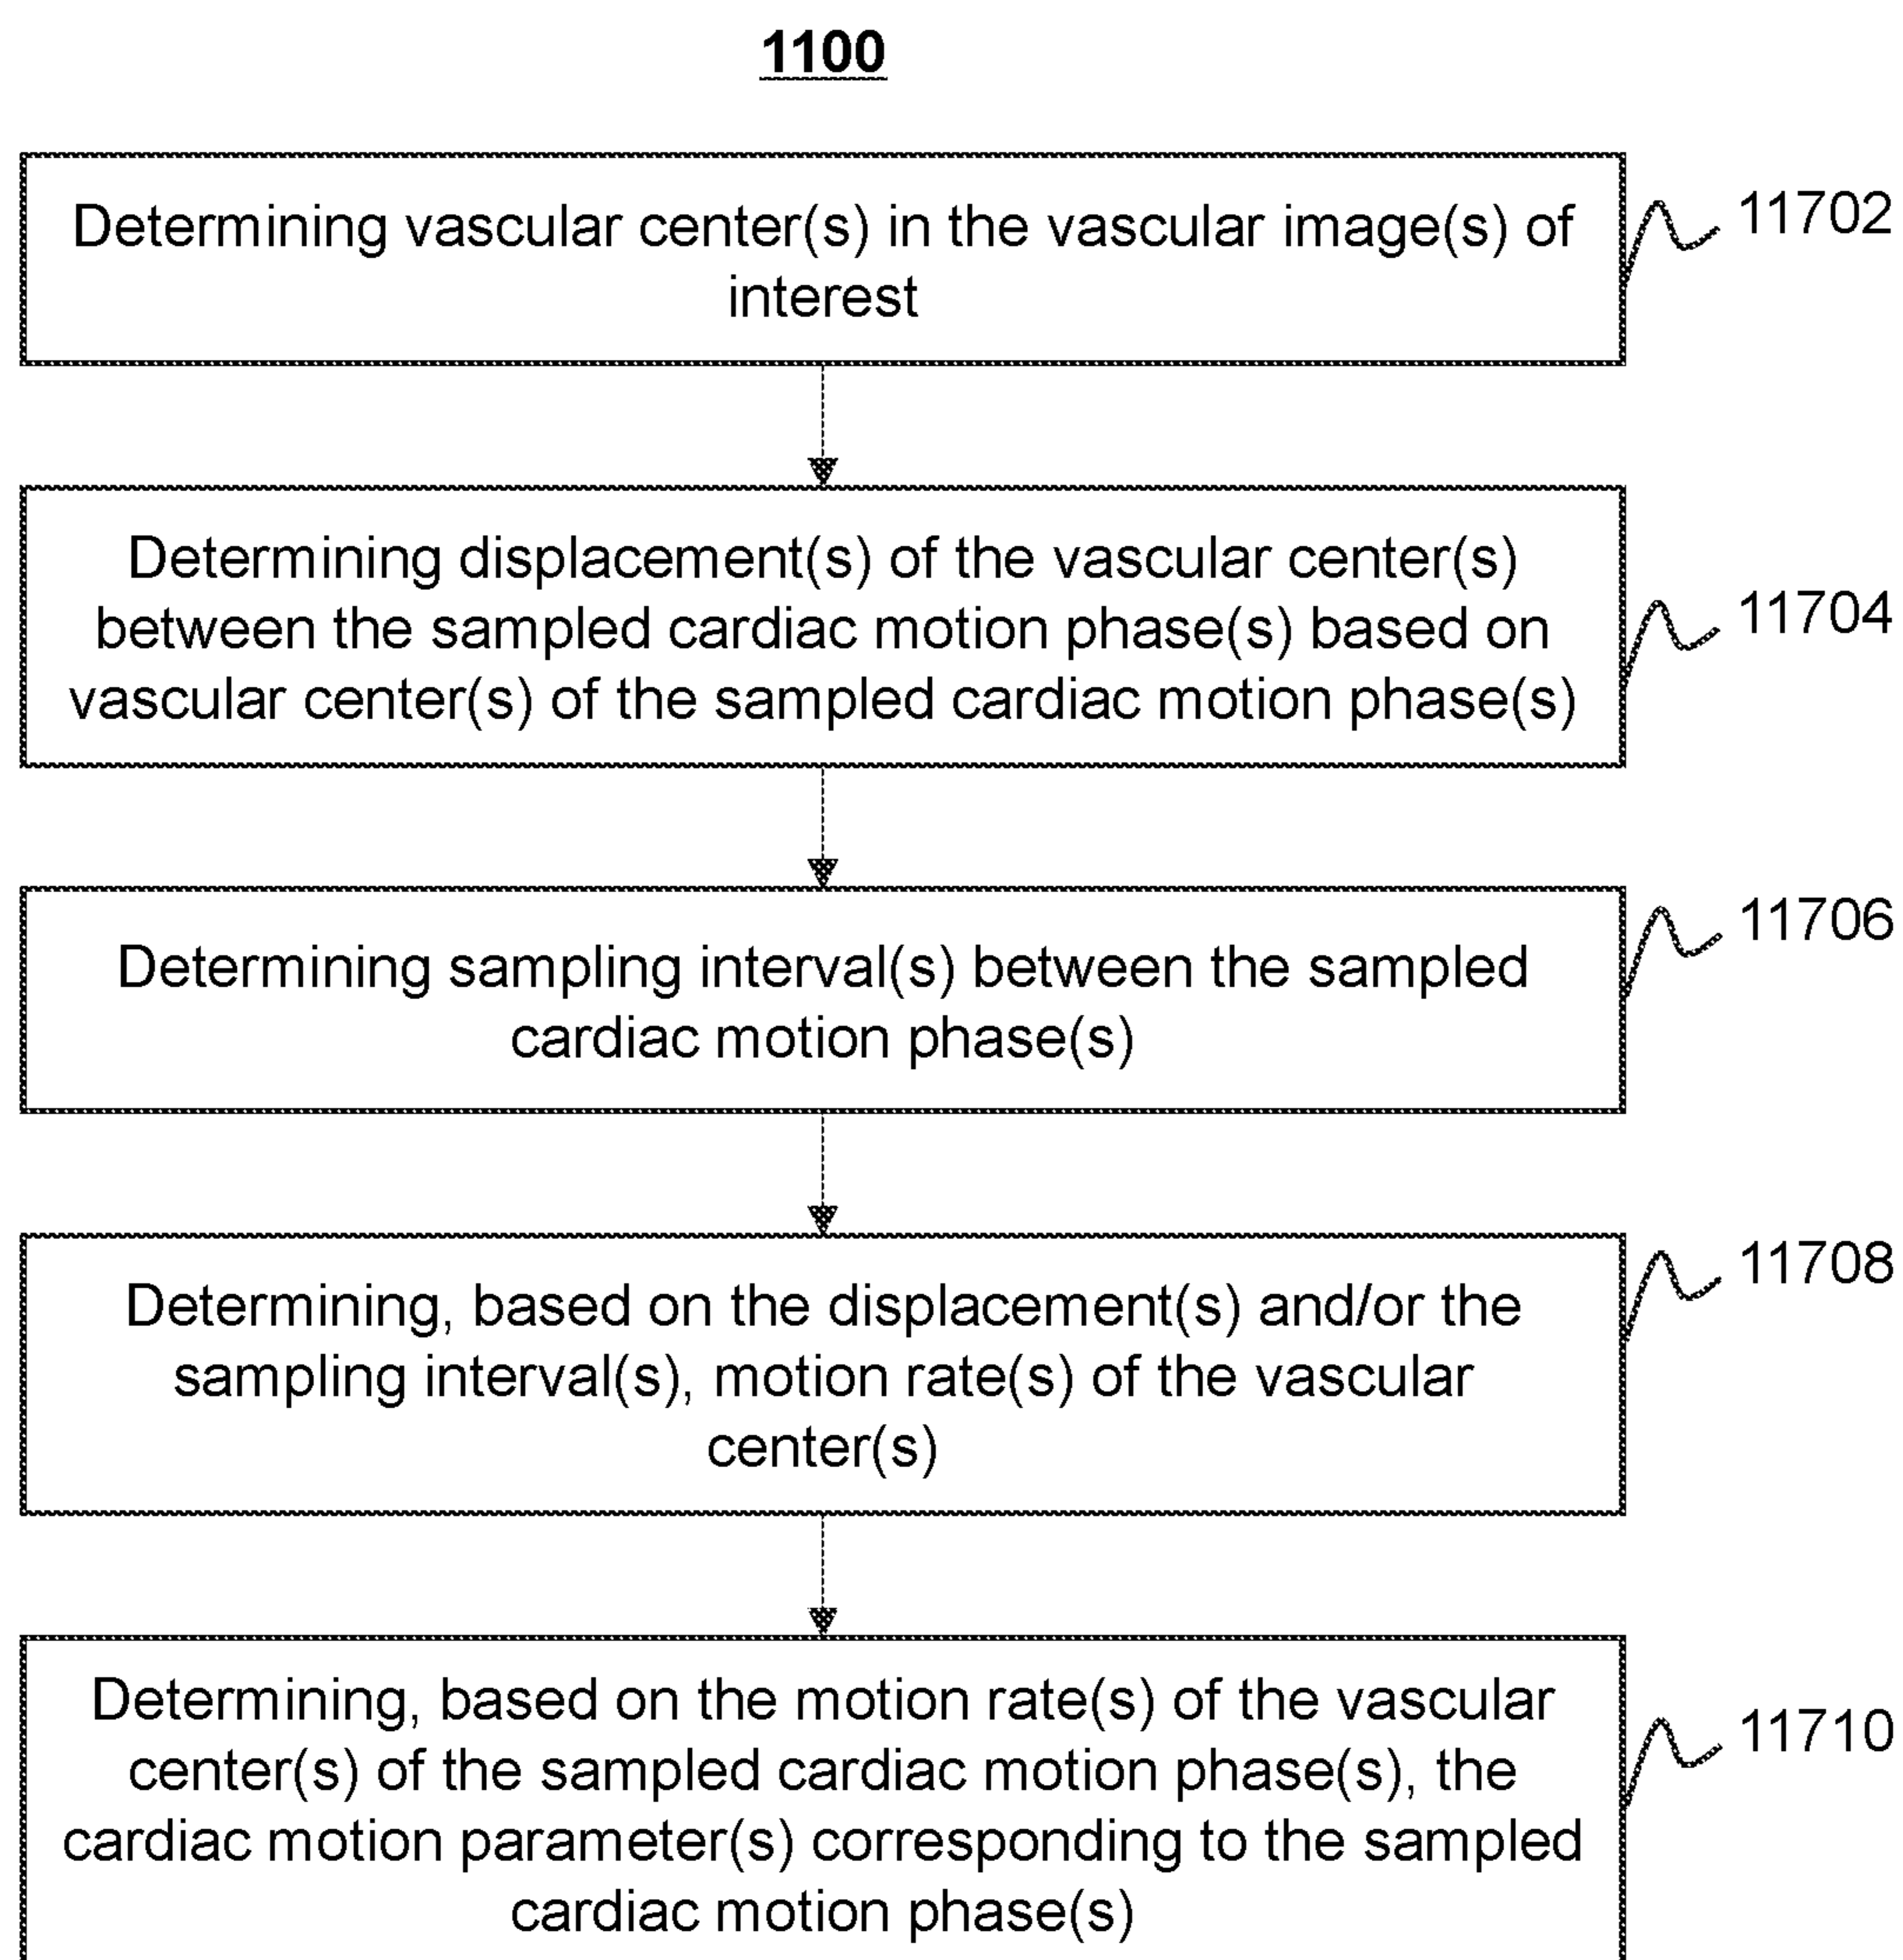 1100
Determining vascular center(s) in the vascular image(s) of
interest
11702
Determining displacement(s) of the vascular center(s)
between the sampled cardiac motion phase(s) based on
vascular center(s) of the sampled cardiac motion phase(s)
11704
Determining sampling interval(s) between the sampled
cardiac motion phase(s)
11706
Determining, based on the displacement(s) and/or the
sampling interval(s), motion rate(s) of the vascular
center(s)
11708
Determining, based on the motion rate(s) of the vascular
center(s) of the sampled cardiac motion phase(s), the
cardiac motion parameter(s) corresponding to the sampled
cardiac motion phase(s)
11710